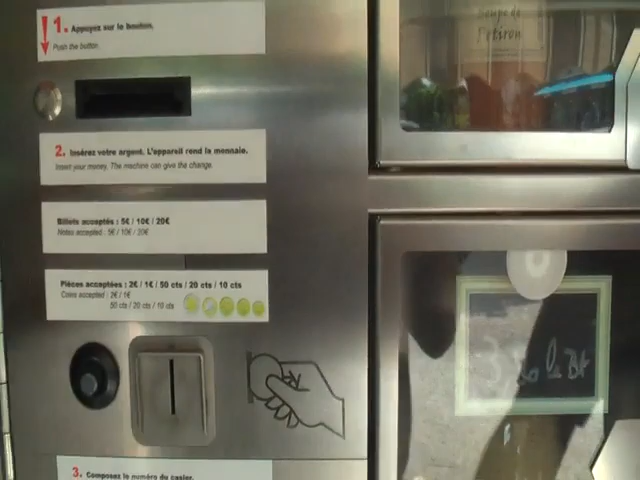 1. Appuyez sur le bouton.
Push the button.
2. Insérez votre argent. L'appareil rend la monnaie.
Insert your money. The machine can give the change.
Billets acceptés : 5€ / 10€ / 20€
Notes accepted : 5€ / 10€ / 20€
Pièces acceptées : 2€ / 1€ / 50 cts / 20 cts / 10 cts
Coins accepted : 2€ / 1€
50 cts / 20 cts / 10 cts
3. Composez le numéro du casier.
Soupe de
Potiron